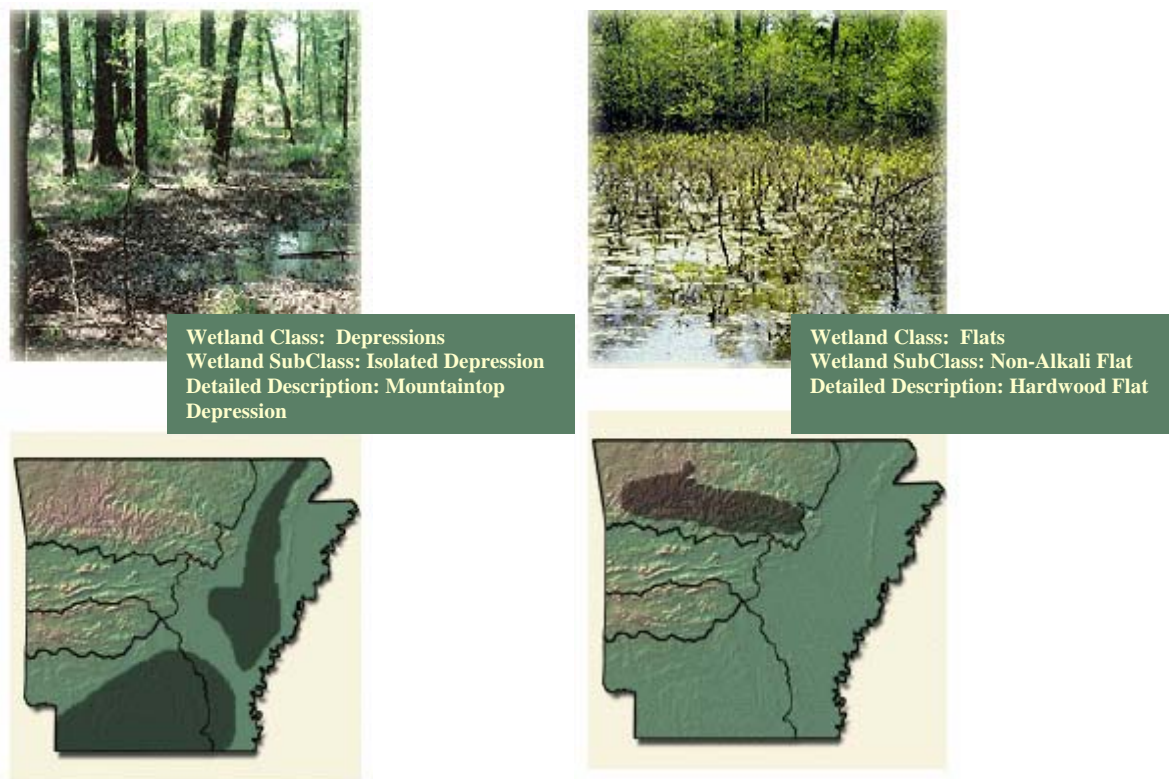 Wetland Class: Depressions
Wetland SubClass: Isolated Depression
Detailed Description: Mountaintop
Depression
Wetland Class: Flats
Wetland SubClass: Non-Alkali Flat
Detailed Description: Hardwood Flat